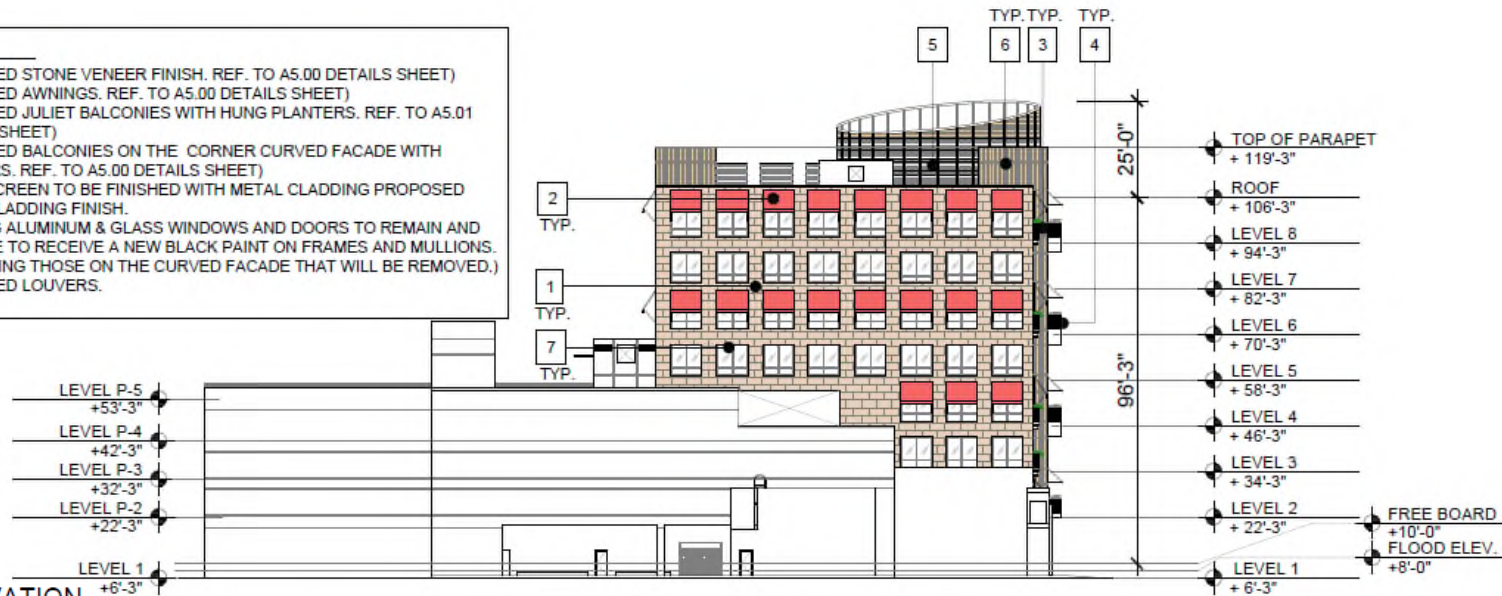 ED STONE VENEER FINISH. REF. TO A5.00 DETAILS SHEET)
ED AWNINGS. REF. TO A5.00 DETAILS SHEET)
ED JULIET BALCONIES WITH HUNG PLANTERS. REF. TO A5.01
SHEET)
ED BALCONIES ON THE CORNER CURVED FACADE WITH
S. REF. TO A5.00 DETAILS SHEET)
CREEN TO BE FINISHED WITH METAL CLADDING PROPOSED
LADDING FINISH.
ALUMINUM & GLASS WINDOWS AND DOORS TO REMAIN AND
E TO RECEIVE A NEW BLACK PAINT ON FRAMES AND MULLIONS.
ING THOSE ON THE CURVED FACADE THAT WILL BE REMOVED.)
ED LOUVERS.
TYP. TYP. TYP.
5 6 3 4
2
TYP.
1
TYP.
7
TYP.
25'-0"
96'-3"
LEVEL P-5
+53'-3"
LEVEL P-4
+42'-3"
LEVEL P-3
+32'-3"
LEVEL P-2
+22'-3"
LEVEL 1
+6'-3"
TOP OF PARAPET
+ 119'-3"
ROOF
+ 106'-3"
LEVEL 8
+ 94'-3"
LEVEL 7
+ 82'-3"
LEVEL 6
+ 70'-3"
LEVEL 5
+ 58'-3"
LEVEL 4
+ 46'-3"
LEVEL 3
+ 34'-3"
LEVEL 2
+ 22'-3"
LEVEL 1
+ 6'-3"
FREE BOARD
+10'-0"
FLOOD ELEV.
+8'-0"